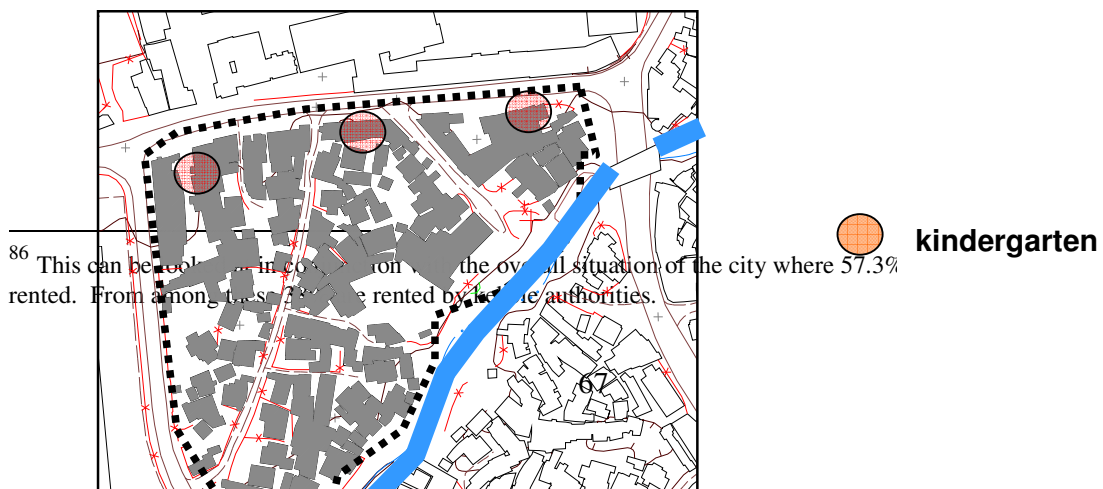 kindergarten
86 This can be in the overall situation of the city where 57.3%
rented. From among rented by authorities.
67